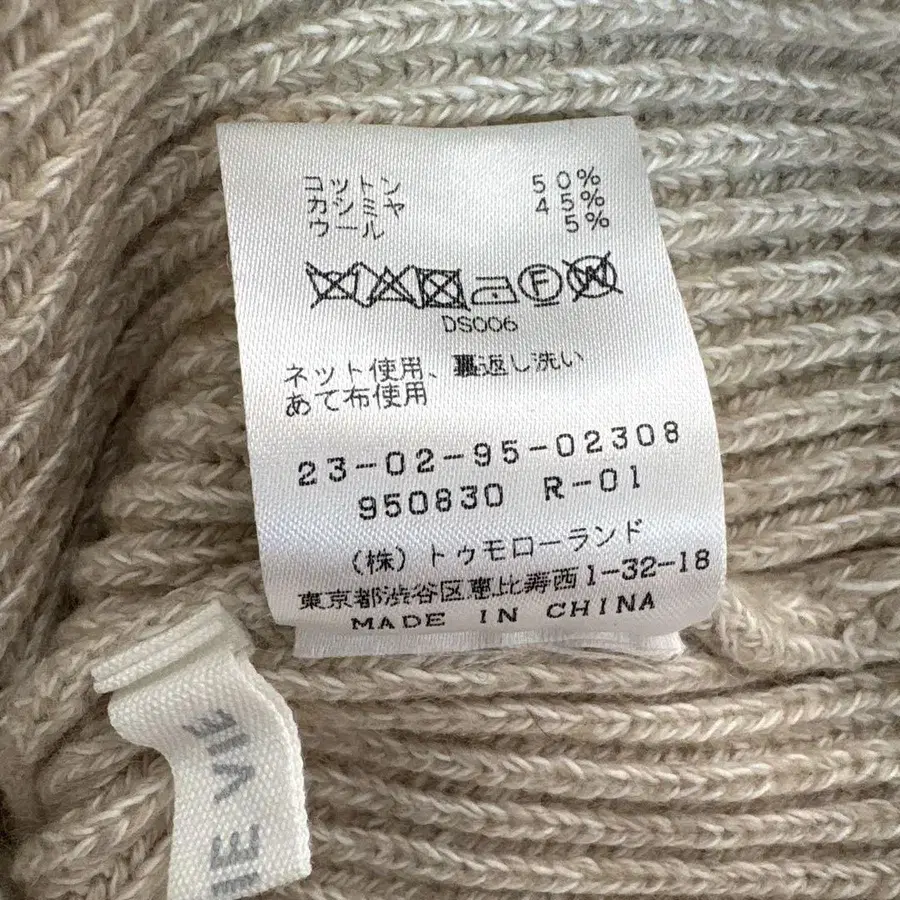 コットン 50%
カシミヤ 45%
ウール 5%
DS006
ネット使用、裏返し洗い
あて布使用
23-02-95-02308
950830 R-01
(株)トゥモローランド
東京都渋谷区恵比寿西1-32-18
MADE IN CHINA
VIE